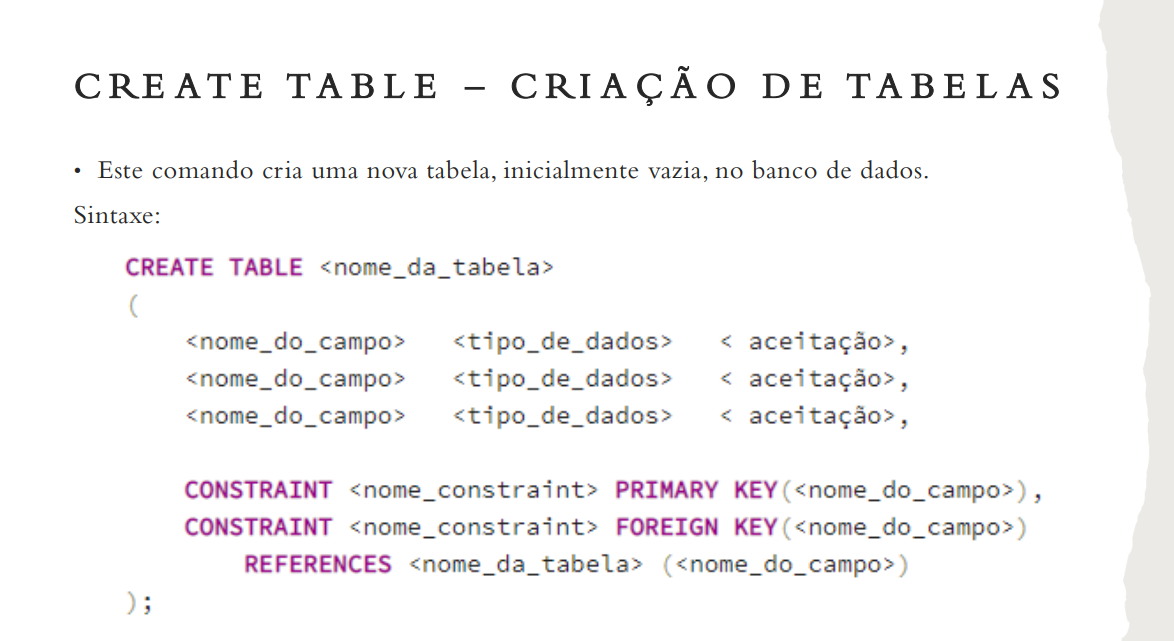 CREATE TABLE – CRIAÇÃO DE TABELAS
• Este comando cria uma nova tabela, inicialmente vazia, no banco de dados.
Sintaxe:
CREATE TABLE <nome_da_tabela>
(
<nome_do_campo> <tipo_de_dados> < aceitação>,
<nome_do_campo> <tipo_de_dados> < aceitação>,
<nome_do_campo> <tipo_de_dados> < aceitação>,
CONSTRAINT <nome_constraint> PRIMARY KEY(<nome_do_campo>),
CONSTRAINT <nome_constraint> FOREIGN KEY(<nome_do_campo>)
REFERENCES <nome_da_tabela> (<nome_do_campo>)
);